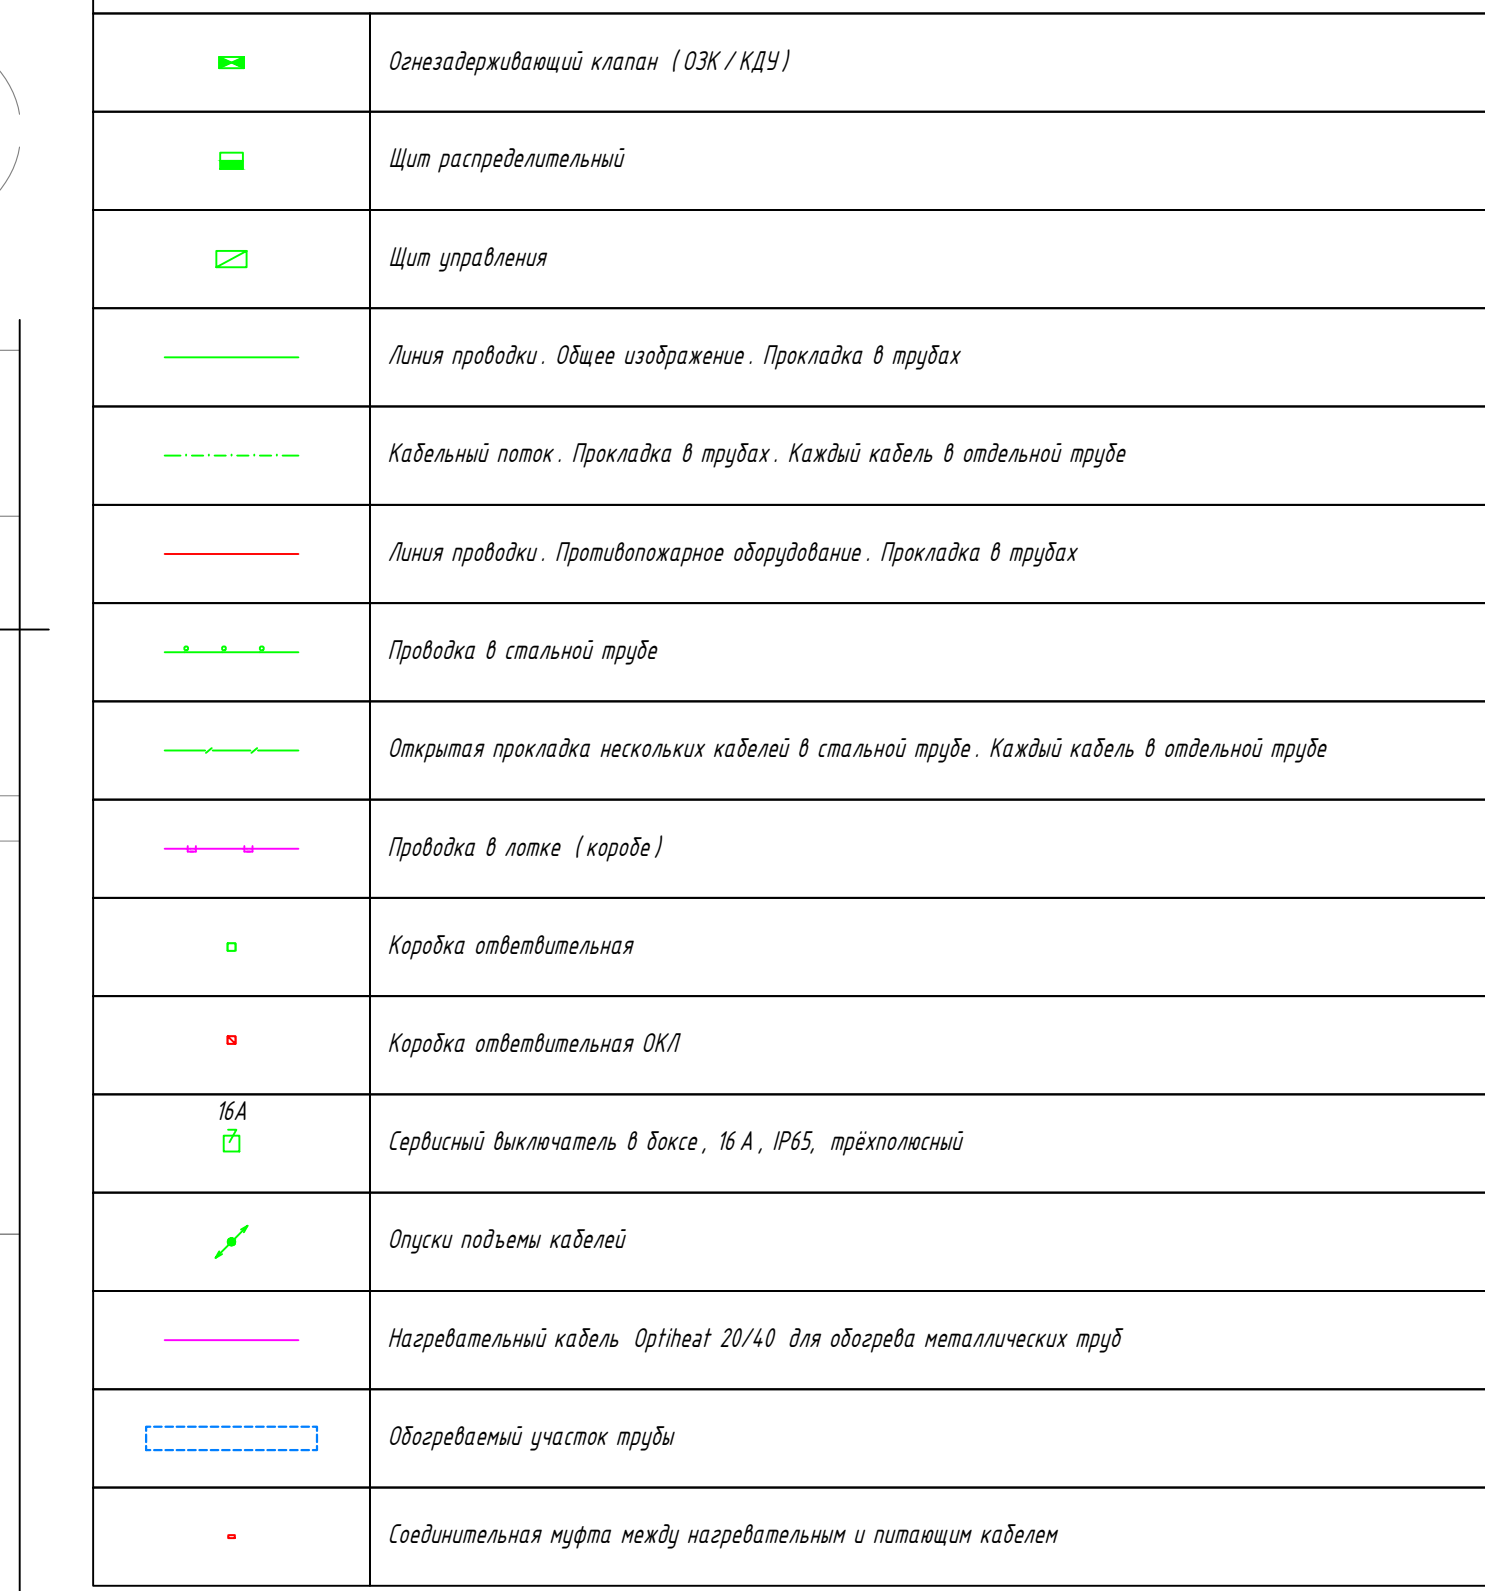 Огнезадерживающий клапан (ОЗК / КДУ)
Щит распределительный
Щит управления
Линия проводки. Общее изображение. Прокладка в трубах
Кабельный поток. Прокладка в трубах. Каждый кабель в отдельной трубе
Линия проводки. Противопожарное оборудование. Прокладка в трубах
Проводка в стальной трубе
Открытая прокладка нескольких кабелей в стальной трубе. Каждый кабель в отдельной трубе
Проводка в лотке (коробе)
Коробка ответвительная
Коробка ответвительная ОКЛ
16А
Сервисный выключатель в боксе, 16 А, IP65, трёхполюсный
Опуски подъемы кабелей
Нагревательный кабель Optiheat 20/40 для обогрева металлических труб
Обогреваемый участок трубы
Соединительная муфта между нагревательным и питающим кабелем